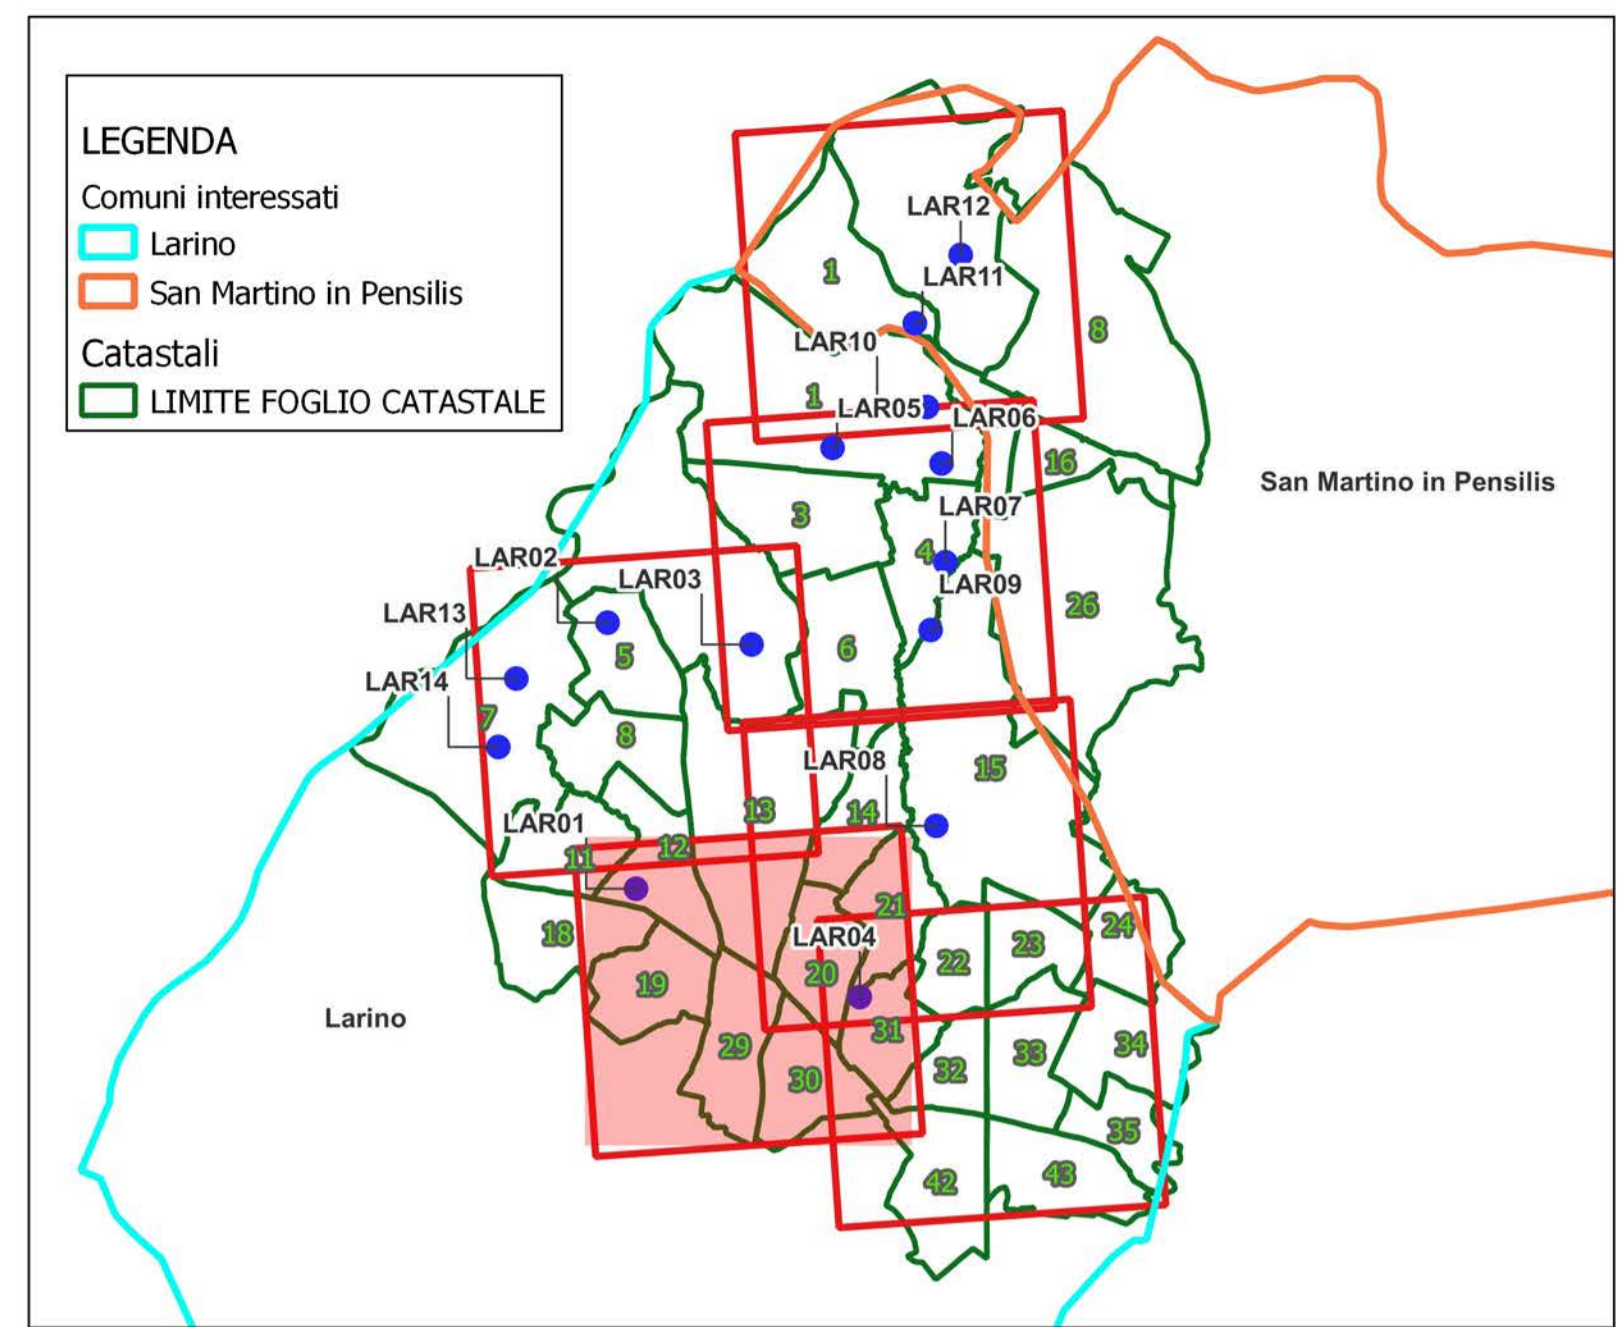 LEGENDA
Comuni interessati
Larino
San Martino in Pensilis
Catastali
LIMITE FOGLIO CATASTALE
LAR12
LAR11
1
8
LAR10
1
LAR05
LAR06
16
San Martino in Pensilis
LAR07
3
4
LAR02
LAR03
LAR09
26
LAR13
5
6
LAR14
7
8
LAR08
15
13
14
LAR01
11
12
18
21
24
LAR04
23
22
20
19
Larino
31
29
33
34
32
30
35
43
42